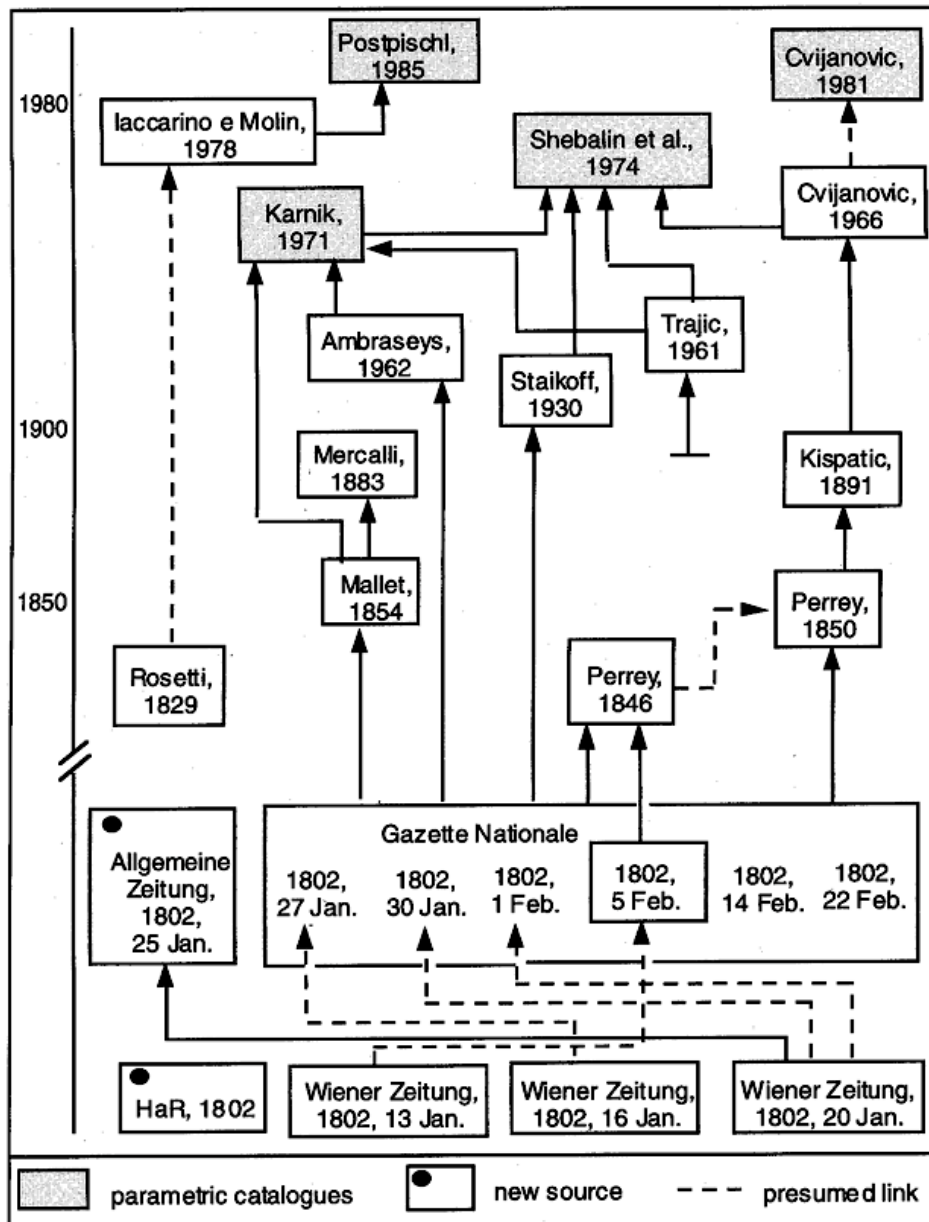 Postpischl,
1985
Cvijanovic,
1981
1980
Iaccarino e Molin,
1978
Shebalin et al.,
1974
Karnik,
1971
Cvijanovic,
1966
Ambraseys,
1962
Trajic,
1961
Staikoff,
1930
1900
Mercalli,
1883
Kispatic,
1891
1850
Mallet,
1854
Perrey,
1850
Rosetti,
1829
Perrey,
1846
Allgemeine
Zeitung,
1802,
25 Jan.
Gazette Nationale
1802,
27 Jan.
1802,
30 Jan.
1802,
1 Feb.
1802,
5 Feb.
1802,
14 Feb.
1802,
22 Feb.
HaR, 1802
Wiener Zeitung,
1802, 13 Jan.
Wiener Zeitung,
1802, 16 Jan.
Wiener Zeitung,
1802, 20 Jan.
parametric catalogues
new source
presumed link